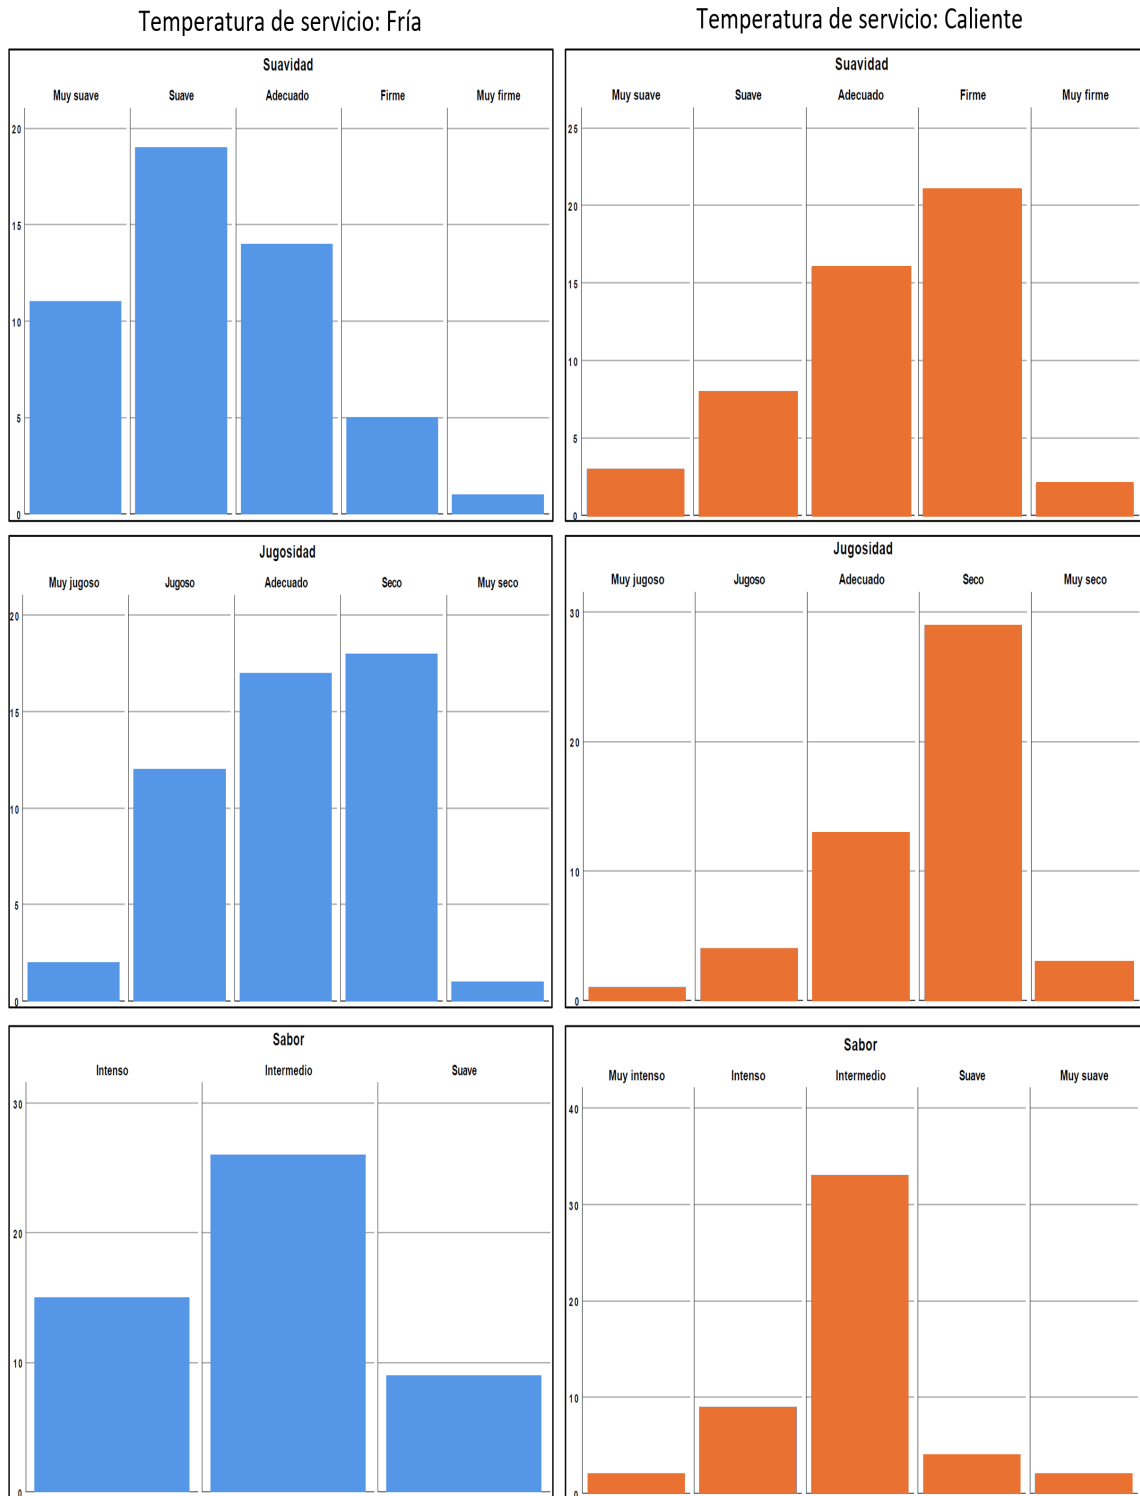 Temperatura de servicio: Fría
Suavidad
Muy suave Suave Adecuado Firme Muy firme
20
15
10
5
0
Temperatura de servicio: Caliente
Suavidad
Muy suave Suave Adecuado Firme Muy firme
25
20
15
10
5
0
Jugosidad
Muy jugoso Jugoso Adecuado Seco Muy seco
20
15
10
5
0
Jugosidad
Muy jugoso Jugoso Adecuado Seco Muy seco
30
20
10
0
Sabor
Intenso Intermedio Suave
30
20
10
0
Sabor
Muy intenso Intenso Intermedio Suave Muy suave
40
30
20
10
0